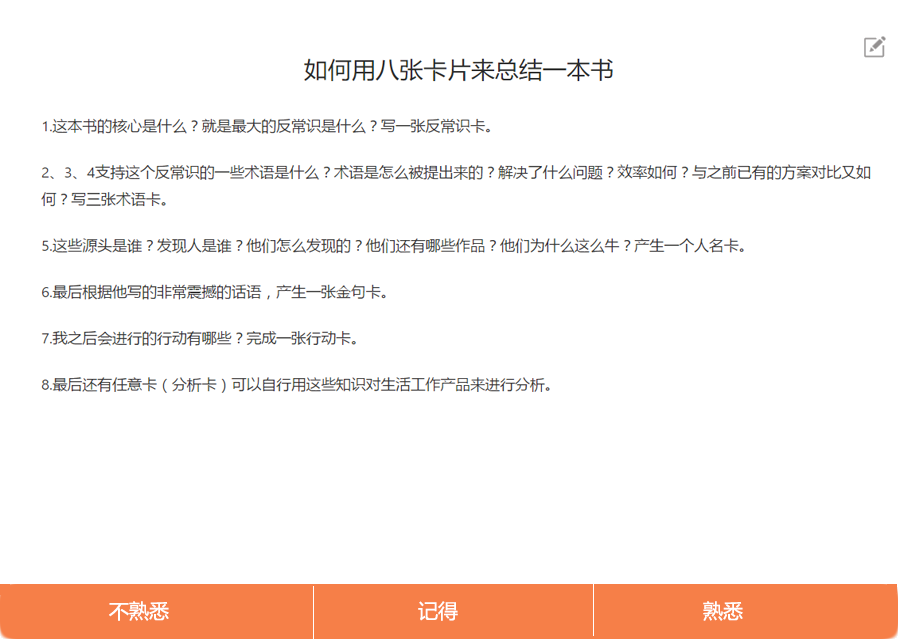 如何用八张卡片来总结一本书
1.这本书的核心是什么？就是最大的反常识是什么？写一张反常识卡。
2、3、4支持这个反常识的一些术语是什么？术语是怎么被提出来的？解决了什么问题？效率如何？与之前已有的方案对比又如
何？写三张术语卡。
5.这些源头是谁？发现人是谁？他们怎么发现的？他们还有哪些作品？他们为什么这么牛？产生一个人名卡。
6.最后根据他写的非常震撼的话语，产生一张金句卡。
7.我之后会进行的行动有哪些？完成一张行动卡。
8.最后还有任意卡（分析卡）可以自行用这些知识对生活工作产品来进行分析。
不熟悉
记得
熟悉